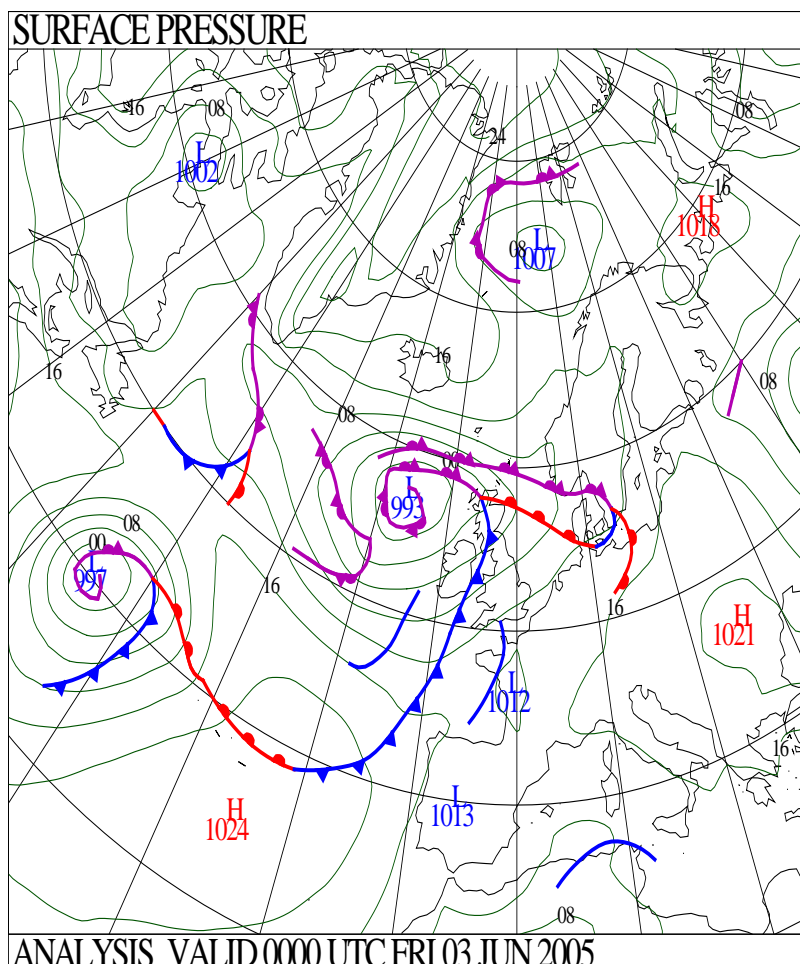 SURFACE PRESSURE
16
08
08
24
L
1002
16
H
1018
08
L
1007
16
16
08
08
00
L
993
08
00
L
997
16
16
H
1021
L
1012
16
L
1013
H
1024
08
ANALYSIS VALID 0000 UTC FRI 03 JUN 2005